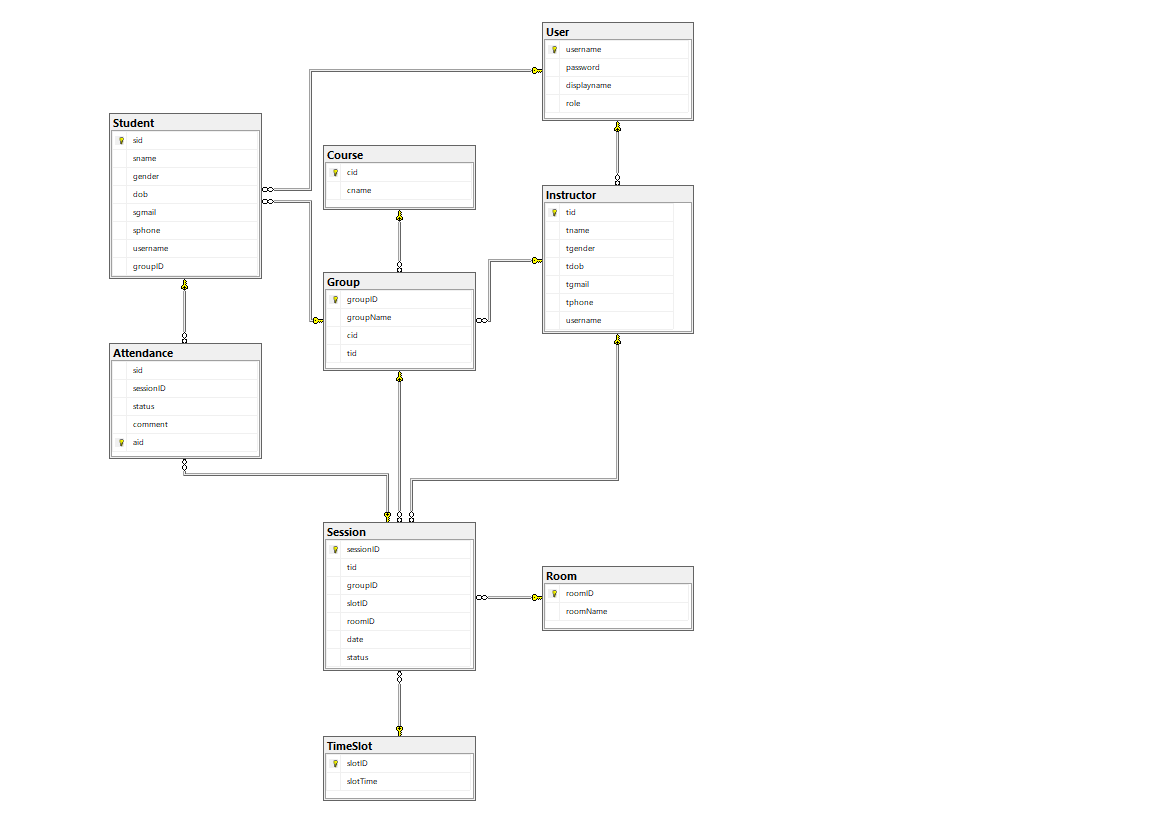 User
username
password
displayname
role
Student
sid
sname
gender
dob
sgmail
sphone
username
groupID
Course
cid
cname
Instructor
tid
tname
tgender
tdob
tgmail
tphone
username
Group
groupID
groupName
cid
tid
Attendance
sid
sessionID
status
comment
aid
Session
sessionID
tid
groupID
slotID
roomID
date
status
Room
roomID
roomName
TimeSlot
slotID
slotTime